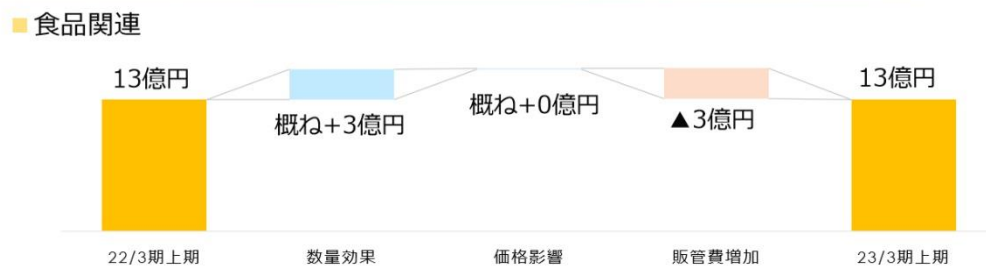 食品関連
13億円
概ね+3億円
概ね+0億円
▲3億円
13億円
22/3期上期
数量効果
価格影響
販管費増加
23/3期上期